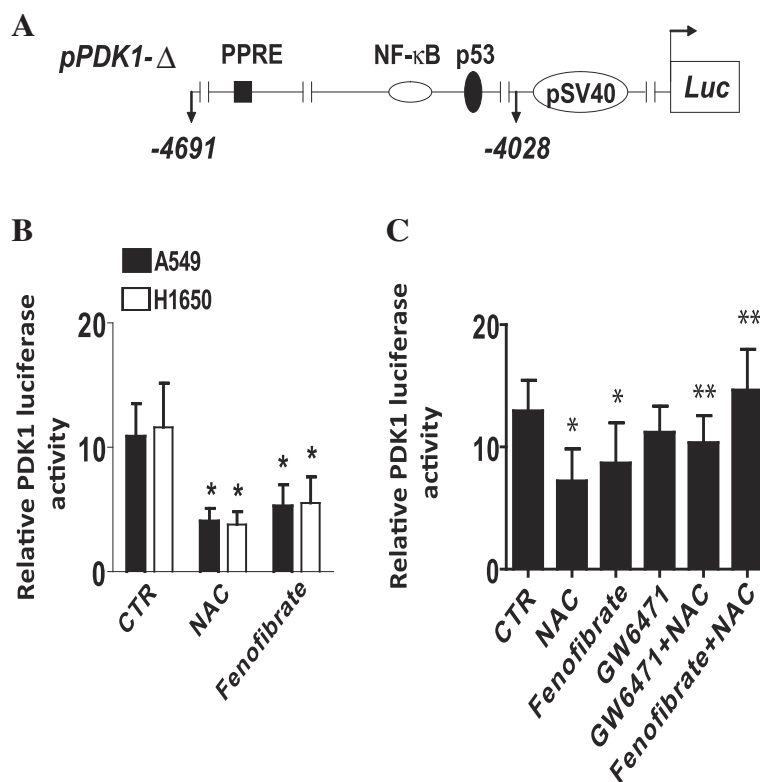 A
pPDK1-Δ
PPRE
NF-κB
p53
pSV40
Luc
-4691
-4028
B
A549
H1650
Relative PDK1 luciferase
activity
20
10
0
* * * *
CTR
NAC
Fenofibrate
C
Relative PDK1 luciferase
activity
20
10
0
* * ** **
CTR
NAC
Fenofibrate
GW6471
GW6471+NAC
Fenofibrate+NAC